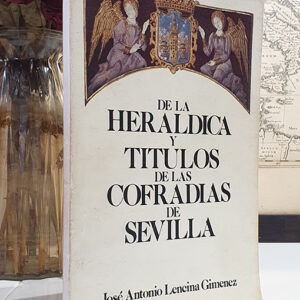 DE LA
HERALDICA
Y
TITULOS
DE LAS
COFRADIAS
DE
SEVILLA
José Antonio Lencina Gimenez